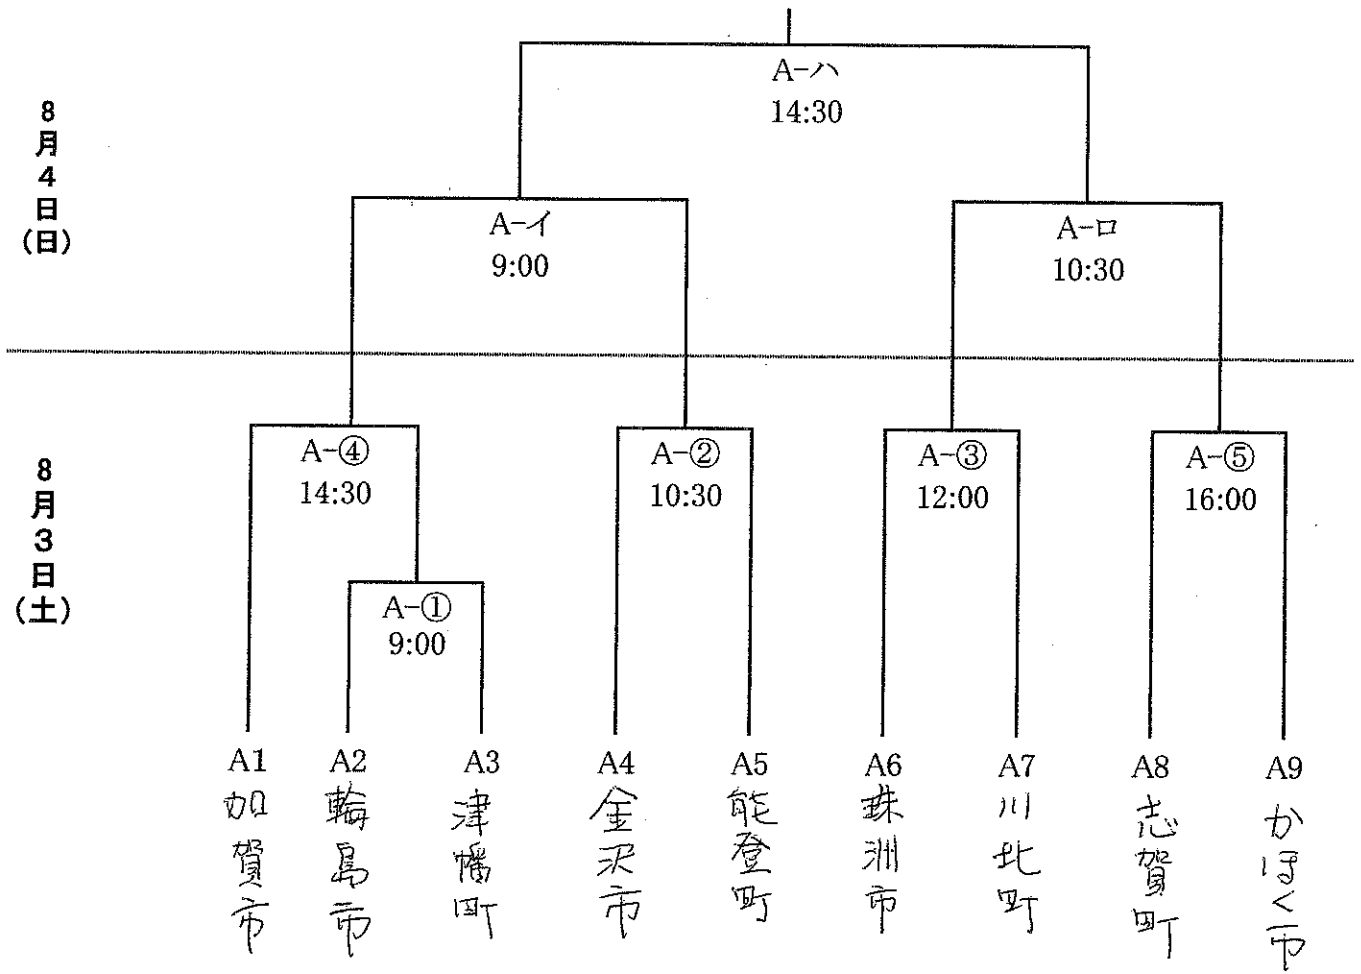 A-ハ
14:30
8月4日(日)
A-イ
9:00
A-ロ
10:30
8月3日(土)
A-④
14:30
A-②
10:30
A-③
12:00
A-⑤
16:00
A-①
9:00
A1
加賀市
A2
輪島市
A3
津幡町
A4
金沢市
A5
能登町
A6
珠洲市
A7
川北町
A8
志賀町
A9
かほく市